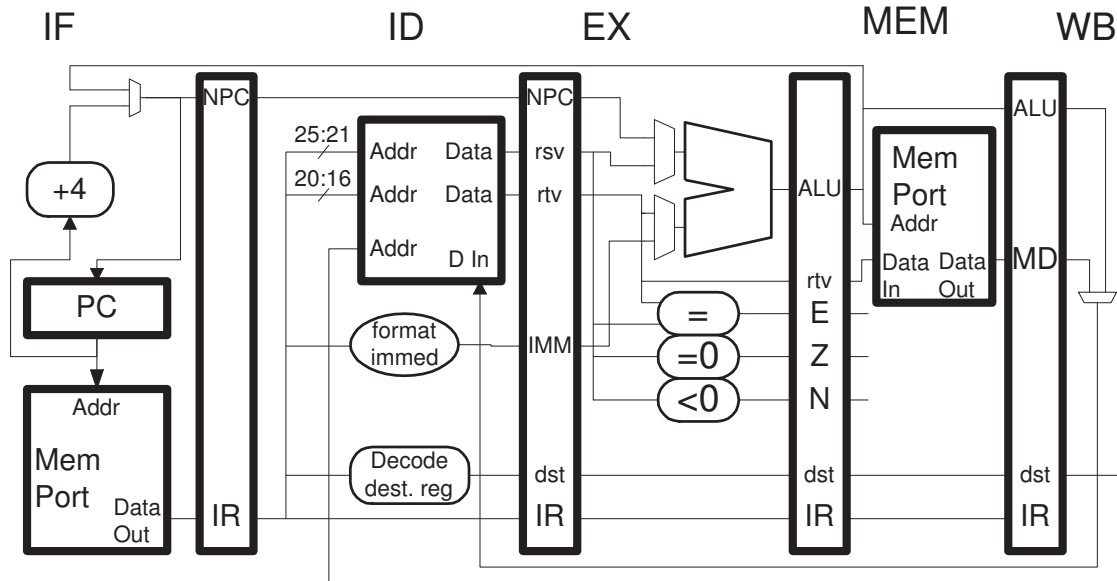 IF ID EX MEM WB
NPC
NPC
ALU
+4
25:21
20:16
Addr Data
Addr Data
Addr
D In
rsv
rtv
ALU
Mem
Port
Addr
Data
In
Data
Out
MD
PC
format
immed
IMM
=
=0
<0
rtv
E
Z
N
Addr
Mem
Port
Data
Out
Decode
dest. reg
dst
dst
dst
IR
IR
IR
IR